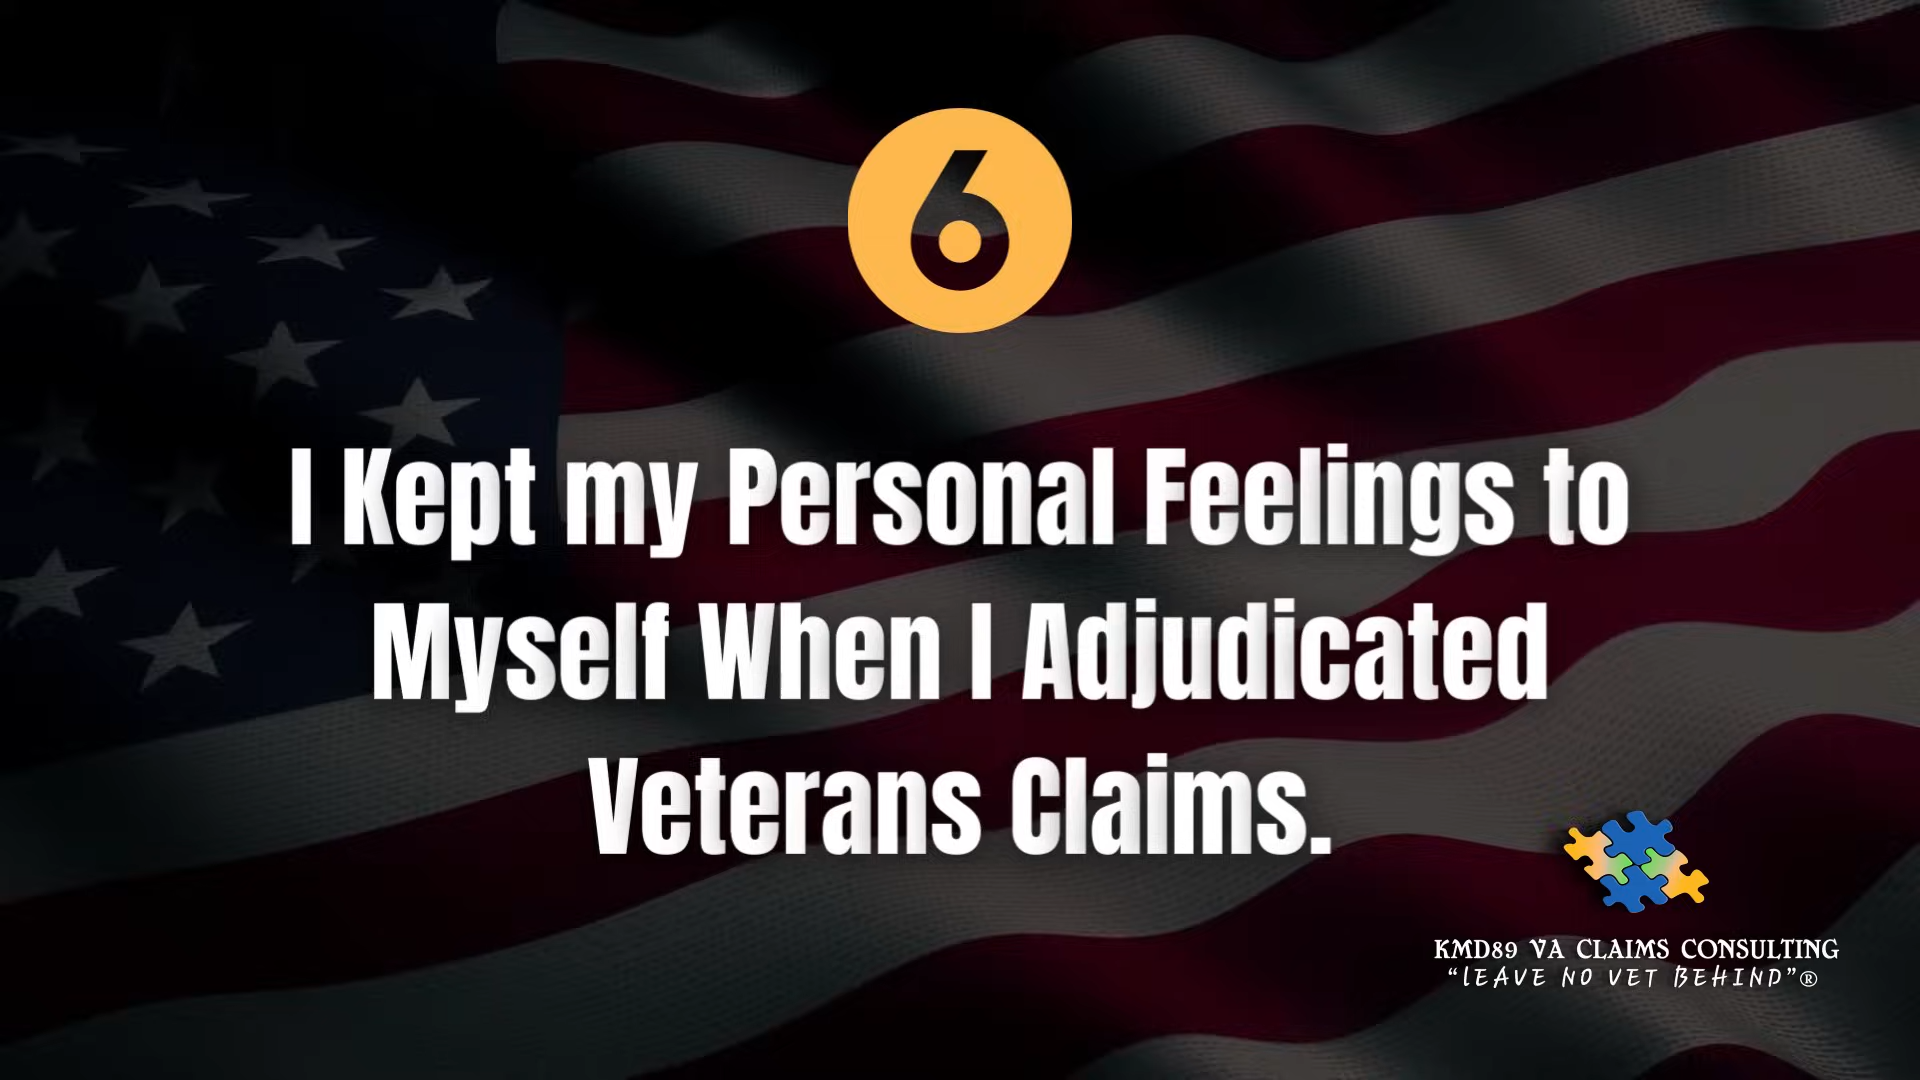 6
I Kept my Personal Feelings to
Myself When I Adjudicated
Veterans Claims.
KMD89 VA CLAIMS CONSULTING
"LEAVE NO VET BEHIND"®